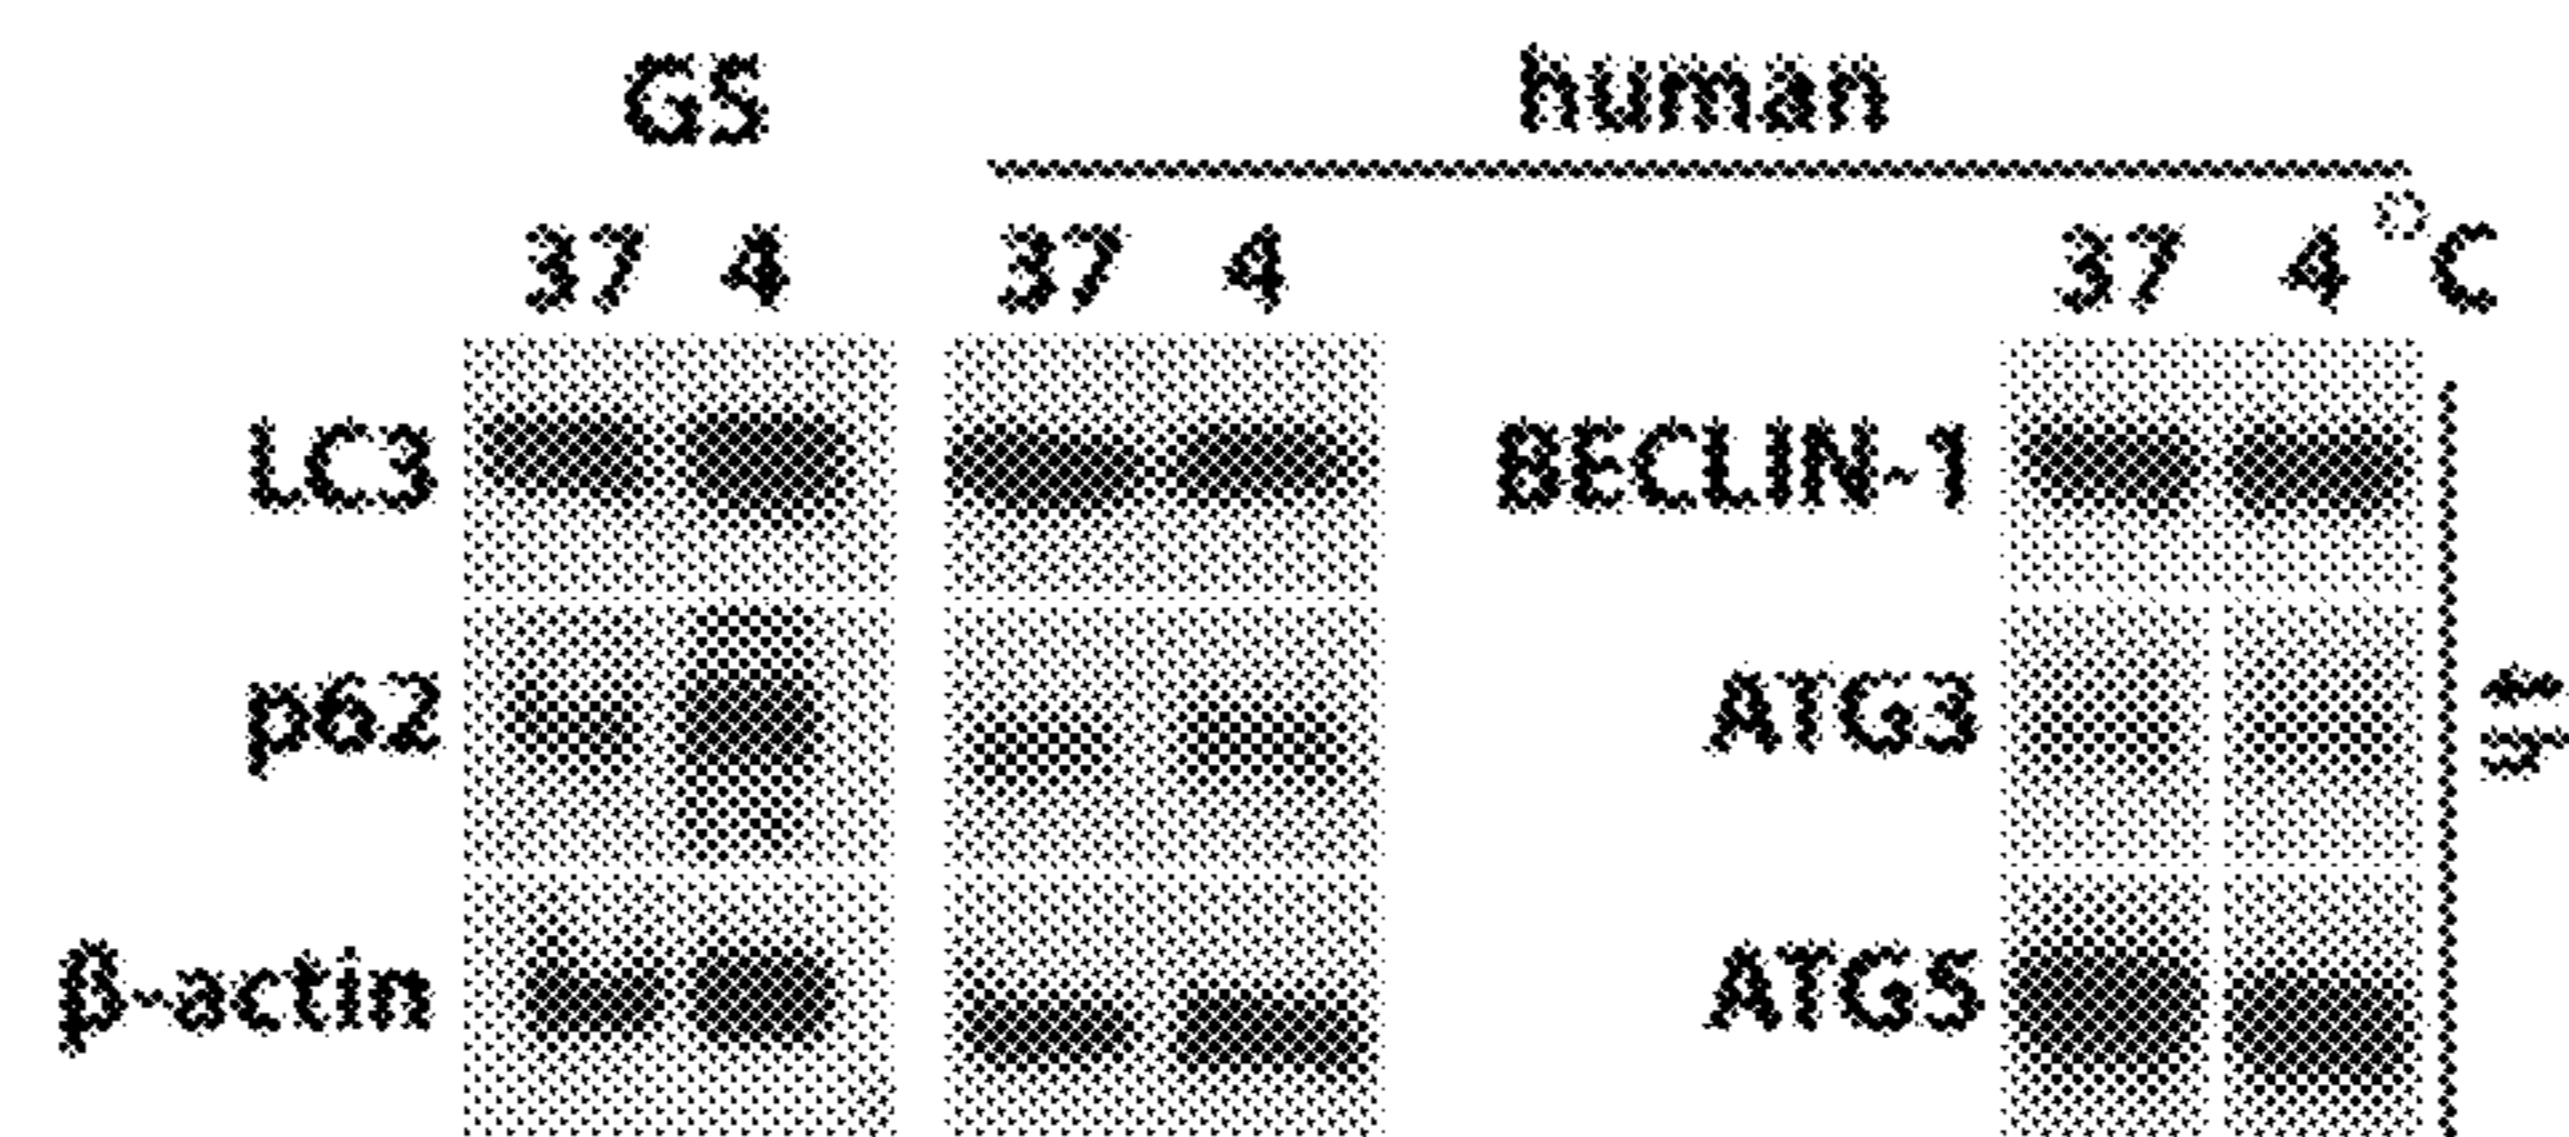 GS human
37 4 37 4 37 4 °C
LC3 BECLIN-1
p62 ATG3
β-actin ATG5